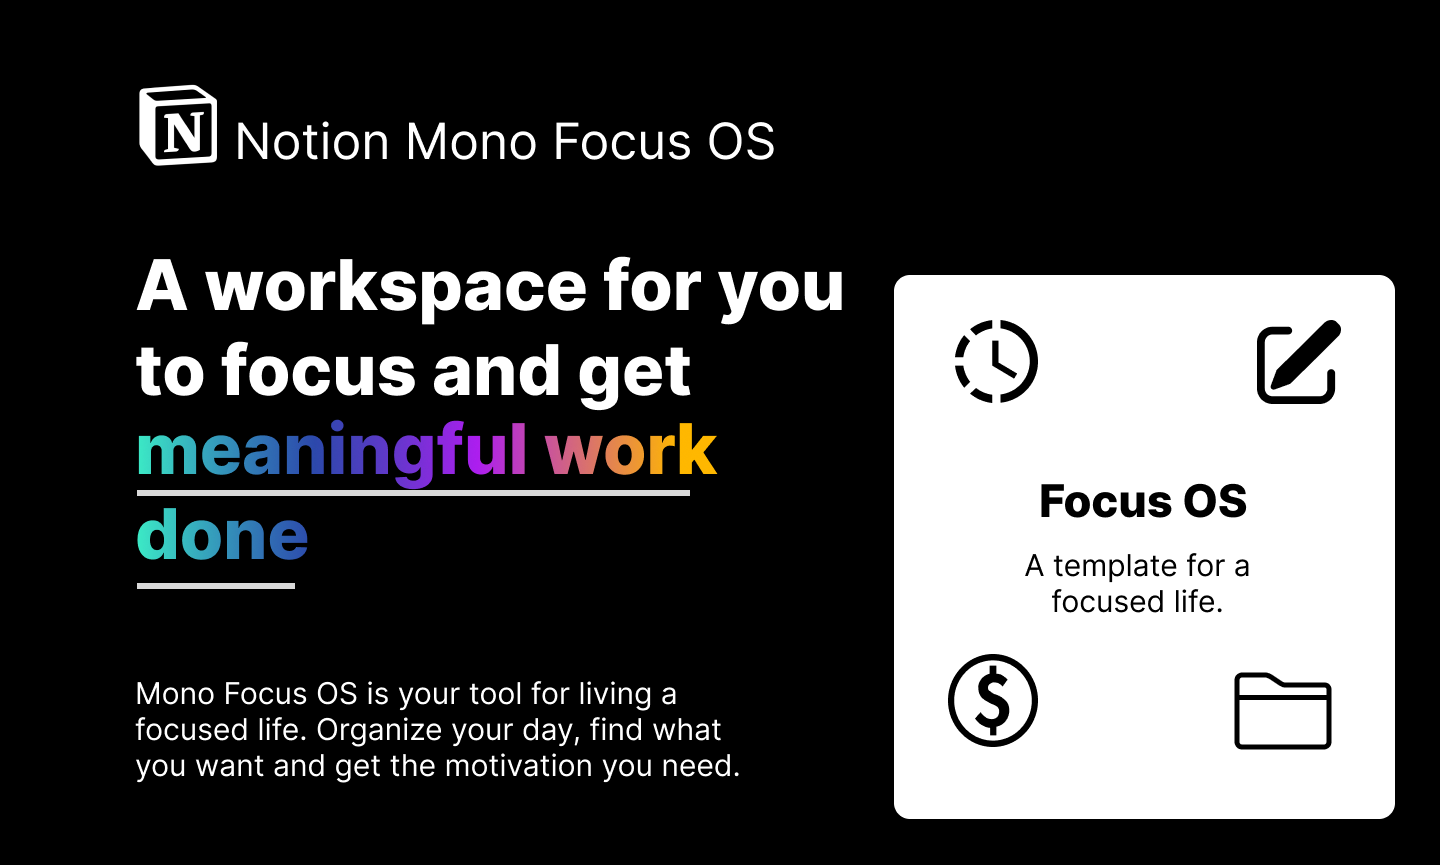 N
Notion Mono Focus OS
A workspace for you
to focus and get
meaningful work
done
Mono Focus OS is your tool for living a
focused life. Organize your day, find what
you want and get the motivation you need.
Focus OS
A template for a
focused life.
$